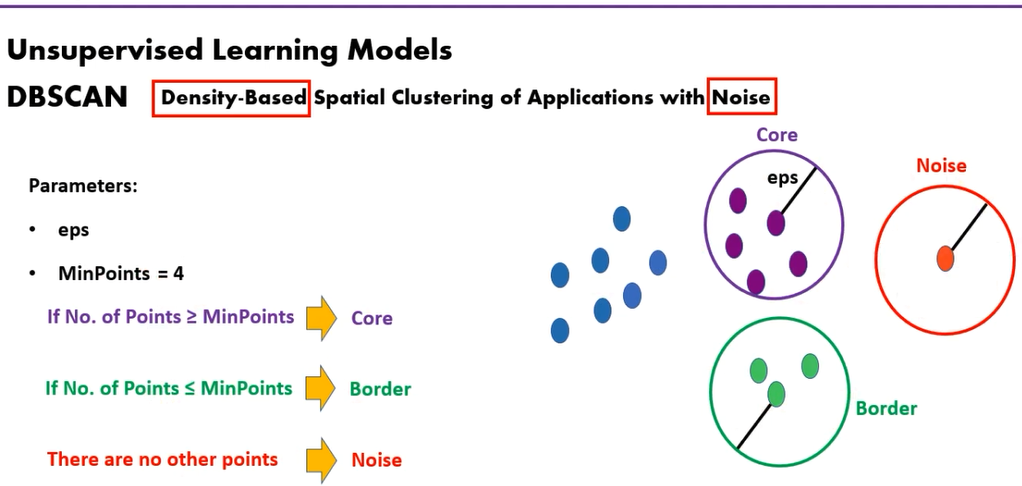 Unsupervised Learning Models
DBSCAN Density-Based Spatial Clustering of Applications with Noise
Parameters:
• eps
• MinPoints = 4
If No. of Points ≥ MinPoints Core
If No. of Points ≤ MinPoints Border
There are no other points Noise
Core
eps
Noise
Border